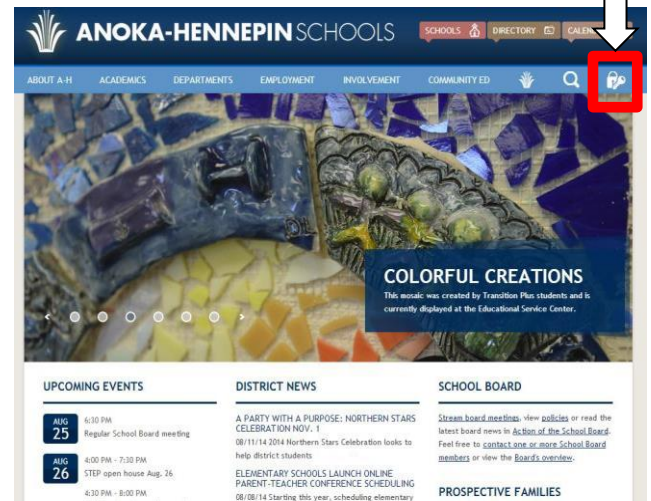 ANOKA-HENNEPIN SCHOOLS
SCHOOLS DIRECTORY
ABOUT A-H ACADEMICS DEPARTMENTS EMPLOYMENT INVOLVEMENT COMMUNITY ED
COLORFUL CREATIONS
This mosaic was created by Transition Plus students and is
currently displayed at the Educational Service Center.
UPCOMING EVENTS
AUG
25
6:30 PM
Regular School Board meeting
AUG
26
4:00 PM - 7:30 PM
STEP open house Aug. 26
4:30 PM - 8:00 PM
DISTRICT NEWS
A PARTY WITH A PURPOSE: NORTHERN STARS
CELEBRATION NOV. 1
08/11/14 2014 Northern Stars Celebration looks to
help district students
ELEMENTARY SCHOOLS LAUNCH ONLINE
PARENT-TEACHER CONFERENCE SCHEDULING
08/08/14 Starting this year, scheduling elementary
SCHOOL BOARD
Stream board meetings, view policies or read the
latest board news in Action of the School Board.
Feel free to contact one or more School Board
members or view the Board's overview.
PROSPECTIVE FAMILIES